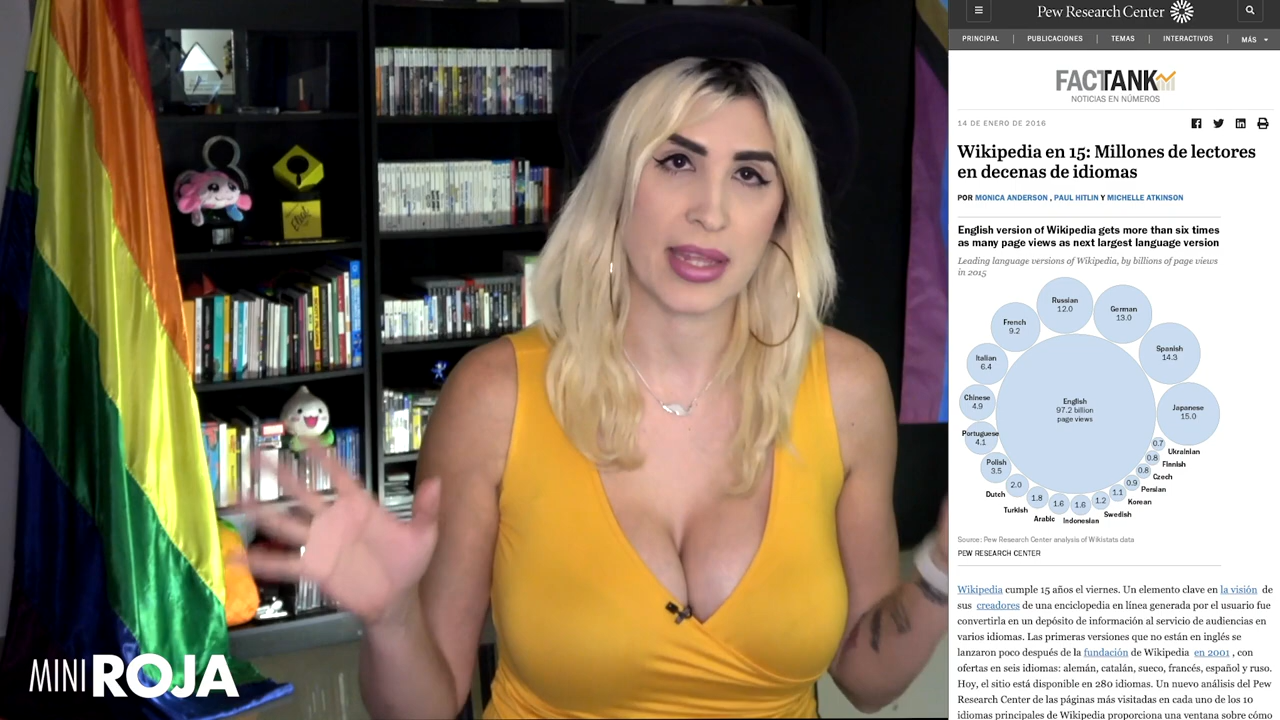 MINI ROJA
Pew Research Center
PRINCIPAL | PUBLICACIONES | TEMAS | INTERACTIVOS | MÁS
FACTANK
NOTICIAS EN NÚMEROS
14 DE ENERO DE 2016
Wikipedia en 15: Millones de lectores
en decenas de idiomas
POR MONICA ANDERSON , PAUL HITLIN Y MICHELLE ATKINSON
English version of Wikipedia gets more than six times
as many page views as next largest language version
Leading language versions of Wikipedia, by billions of page views
in 2015
Russian
12.0
German
13.0
French
9.2
Spanish
14.3
Italian
6.4
Chinese
4.9
English
97.2 billion
page views
Japanese
15.0
Portuguese
4.1
0.7
Ukrainian
Polish
3.5
0.8
Finnish
0.8
Czech
2.0
Dutch
0.9
Persian
1.8
Turkish
1.1
Korean
1.6
Arabic
1.6
Indonesian
1.2
Swedish
Source: Pew Research Center analysis of Wikistats data
PEW RESEARCH CENTER
Wikipedia cumple 15 años el viernes. Un elemento clave en la visión de
sus creadores de una enciclopedia en línea generada por el usuario fue
convertirla en un depósito de información al servicio de audiencias en
varios idiomas. Las primeras versiones que no están en inglés se
lanzaron poco después de la fundación de Wikipedia en 2001 , con
ofertas en seis idiomas: alemán, catalán, sueco, francés, español y ruso.
Hoy, el sitio está disponible en 280 idiomas. Un nuevo análisis del Pew
Research Center de las páginas más visitadas en cada uno de los 10
idiomas principales de Wikipedia proporciona una ventana sobre cómo